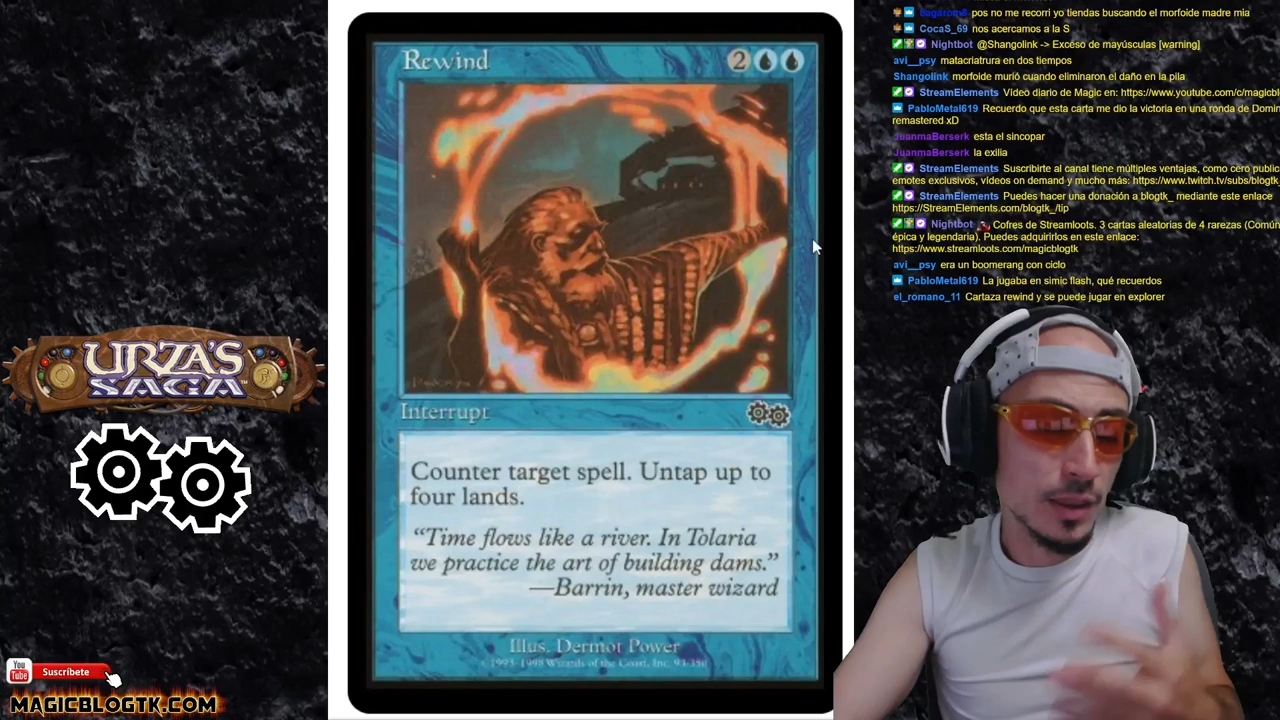 URZA'S
SAGA
You
Tube
Suscríbete
MAGICBLOGTK.COM
Rewind
2
Interrupt
Counter target spell. Untap up to
four lands.
“Time flows like a river. In Tolaria
we practice the art of building dams.”
—Barrin, master wizard
Illus. Dermot Power
pos no me recorri yo tiendas buscando el morfoide madre mia
CocaS_69 nos acercamos a la S
Nightbot @Shangolink -> Exceso de mayúsculas [warning]
avi__psy matacriatrura en dos tiempos
Shangolink morfoide murió cuando eliminaron el daño en la pila
StreamElements Vídeo diario de Magic en: https://www.youtube.com/c/magicbl
PabloMetal619 Recuerdo que esta carta me dio la victoria en una ronda de Domin
remastered xD
JuanmaBerserk esta el sincopar
JuanmaBerserk la exilia
StreamElements Suscribirte al canal tiene múltiples ventajas, como cero public
emotes exclusivos, vídeos on demand y mucho más: https://www.twitch.tv/subs/blogtk
StreamElements Puedes hacer una donación a blogtk_ mediante este enlace
https://StreamElements.com/blogtk_/tip
Nightbot Cofres de Streamloots. 3 cartas aleatorias de 4 rarezas (Común
épica y legendaria). Puedes adquirirlos en este enlace:
https://www.streamloots.com/magicblogtk
avi__psy era un boomerang con ciclo
PabloMetal619 La jugaba en simic flash, qué recuerdos
el_romano_11 Cartaza rewind y se puede jugar en explorer